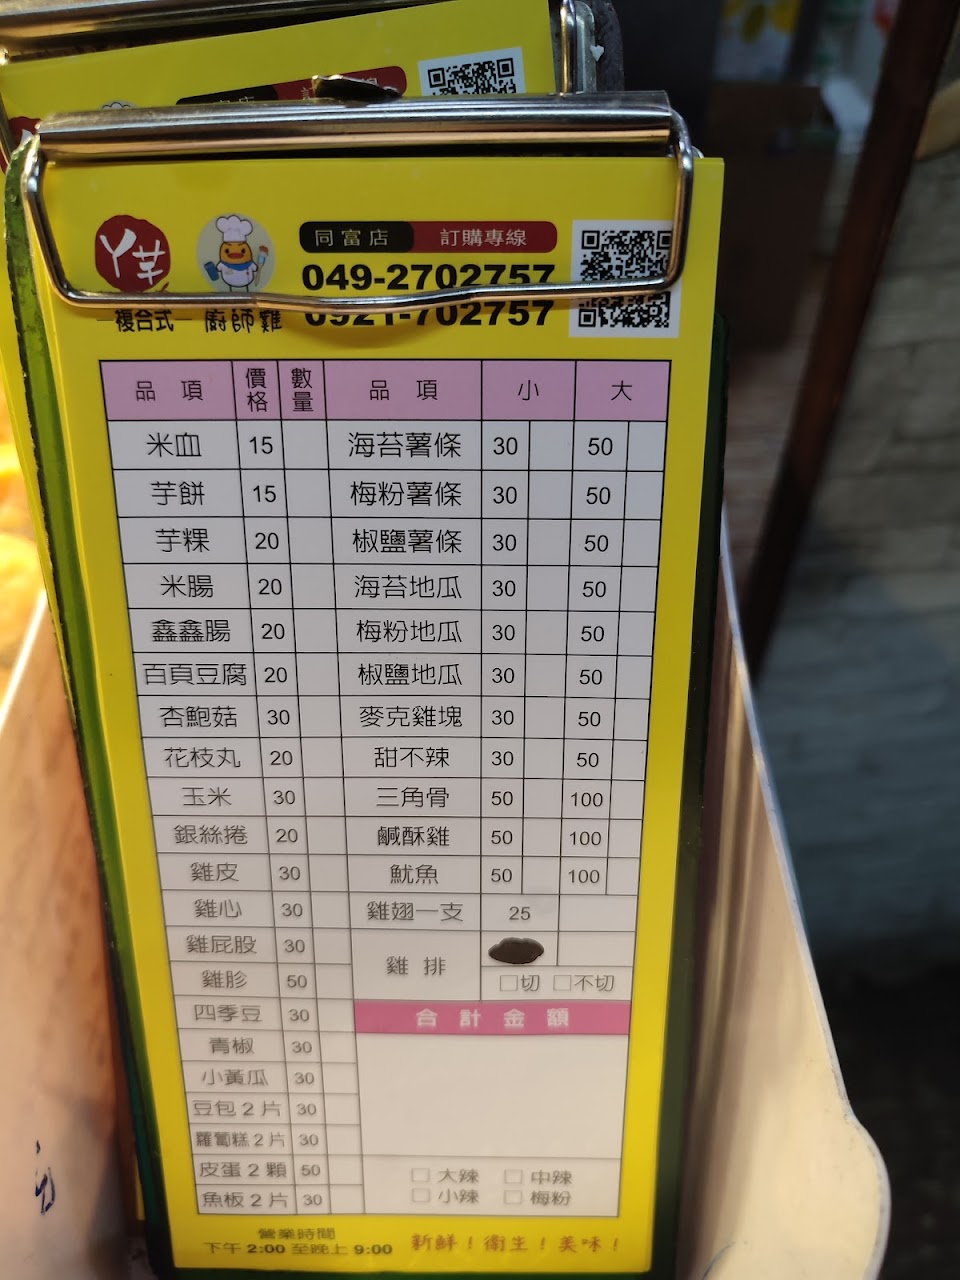 ㄚ芋
複合式
廚師雞
同富店 訂購專線
049-2702757
0921-702757
品項 價格 數量 品項 小 大
米血 15 海苔薯條 30 50
芋餅 15 梅粉薯條 30 50
芋粿 20 椒鹽薯條 30 50
米腸 20 海苔地瓜 30 50
鑫鑫腸 20 梅粉地瓜 30 50
百頁豆腐 20 椒鹽地瓜 30 50
杏鮑菇 30 麥克雞塊 30 50
花枝丸 20 甜不辣 30 50
玉米 30 三角骨 50 100
銀絲捲 20 鹹酥雞 50 100
雞皮 30 魷魚 50 100
雞心 30 雞翅一支 25
雞屁股 30 雞排
雞胗 50 □切 □不切
四季豆 30 合計金額
青椒 30
小黃瓜 30
豆包2片 30
蘿蔔糕2片 30
皮蛋2顆 50 □大辣 □中辣
魚板2片 30 □小辣 □梅粉
營業時間
下午 2:00 至晚上 9:00 新鮮!衛生!美味!